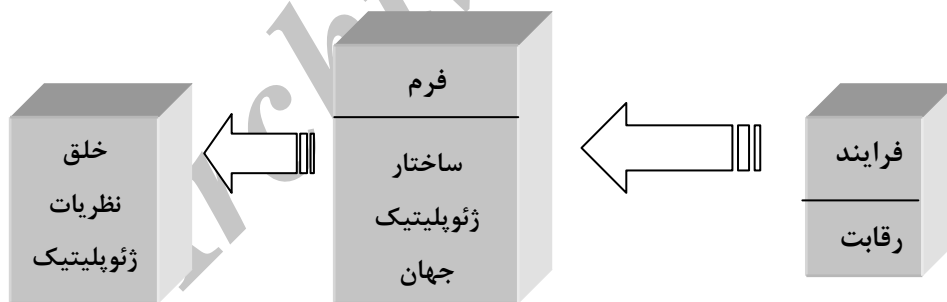 فرایند
رقابت
فرم
ساختار
ژئوپلیتیک
جهان
خلق
نظریات
ژئوپلیتیک